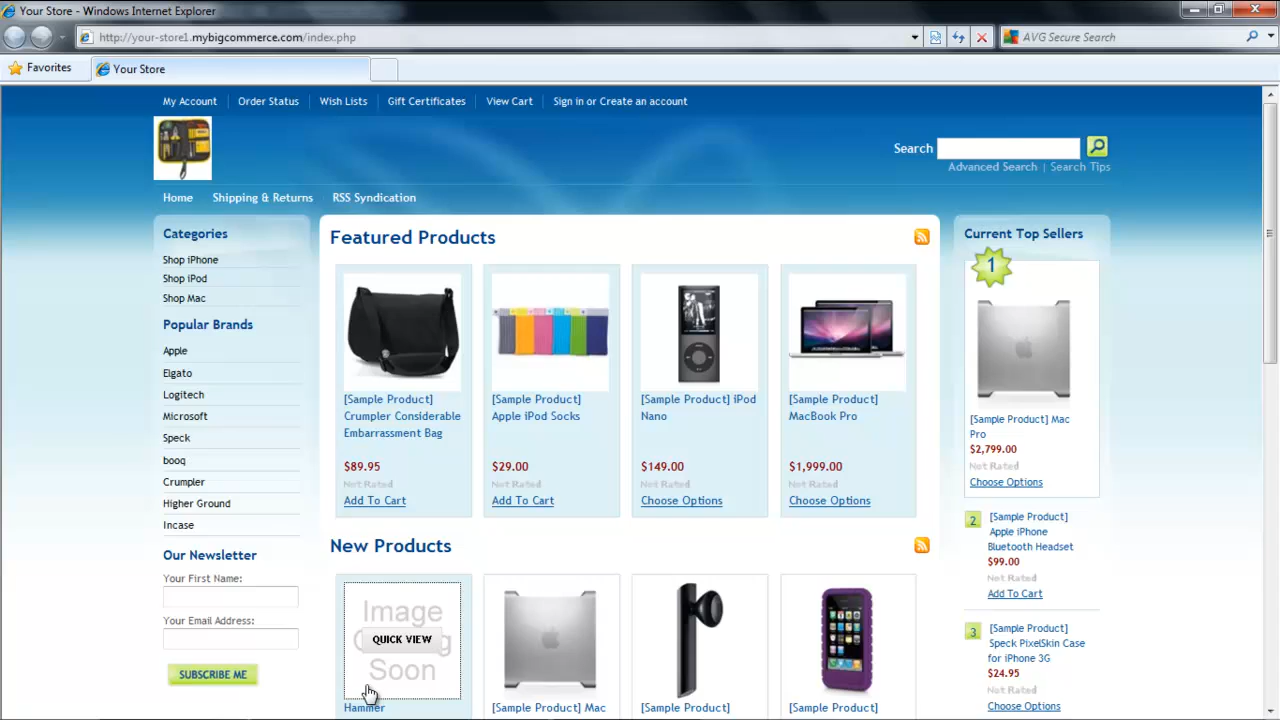 Your Store - Windows Internet Explorer
http://your-store1.mybigcommerce.com/index.php
AVG Secure Search
Favorites
Your Store
My Account
Order Status
Wish Lists
Gift Certificates
View Cart
Sign in or Create an account
Search
Advanced Search | Search Tips
Home
Shipping & Returns
RSS Syndication
Categories
Shop iPhone
Shop iPod
Shop Mac
Popular Brands
Apple
Elgato
Logitech
Microsoft
Speck
booq
Crumpler
Higher Ground
Incase
Our Newsletter
Your First Name:
Your Email Address:
SUBSCRIBE ME
Featured Products
[Sample Product]
Crumpler Considerable
Embarrassment Bag
$89.95
Not Rated
Add To Cart
[Sample Product]
Apple iPod Socks
$29.00
Not Rated
Add To Cart
[Sample Product] iPod
Nano
$149.00
Not Rated
Choose Options
[Sample Product]
MacBook Pro
$1,999.00
Not Rated
Choose Options
New Products
Image
QUICK VIEW
Soon
Hammer
[Sample Product] Mac
[Sample Product]
[Sample Product]
Current Top Sellers
1
[Sample Product] Mac
Pro
$2,799.00
Not Rated
Choose Options
2
[Sample Product]
Apple iPhone
Bluetooth Headset
$99.00
Not Rated
Add To Cart
3
[Sample Product]
Speck PixelSkin Case
for iPhone 3G
$24.95
Not Rated
Choose Options